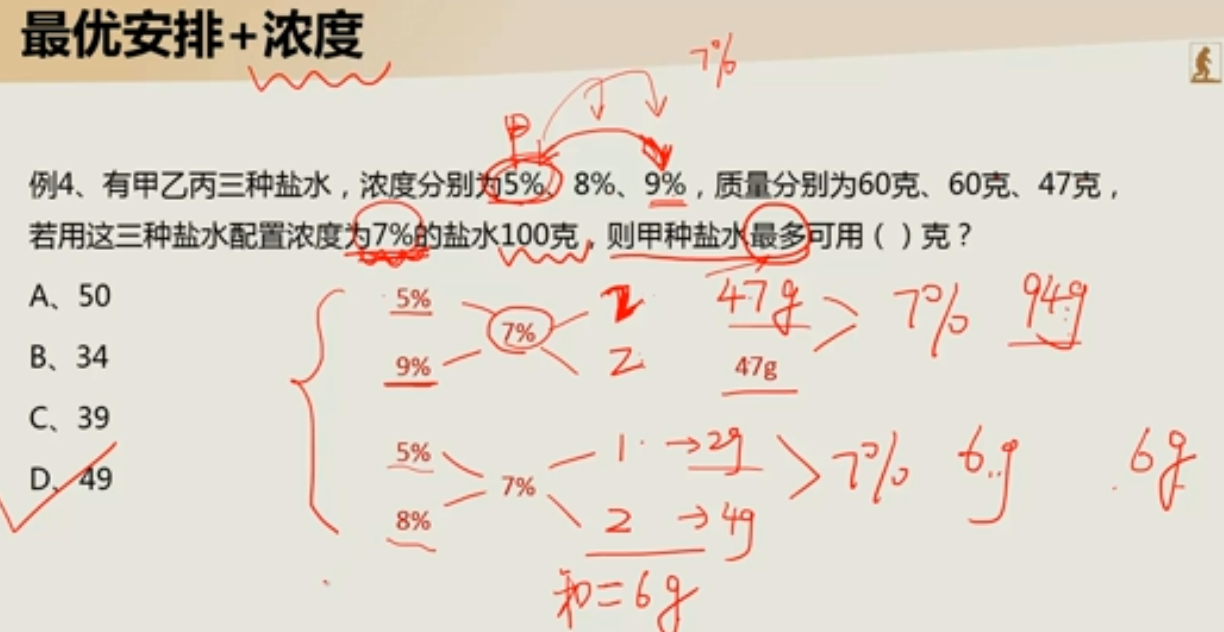 最优安排+浓度
7%
甲
例4、有甲乙丙三种盐水，浓度分别为5%、8%、9%，质量分别为60克、60克、47克，
若用这三种盐水配置浓度为7%的盐水100克，则甲种盐水最多可用（ ）克？
A、50
B、34
C、39
D、49
5% 2 47g
7% 7% 94g
9% 2 47g
5% 1 →2g
7% 7% 6g 6g
8% 2 →4g
和=6g